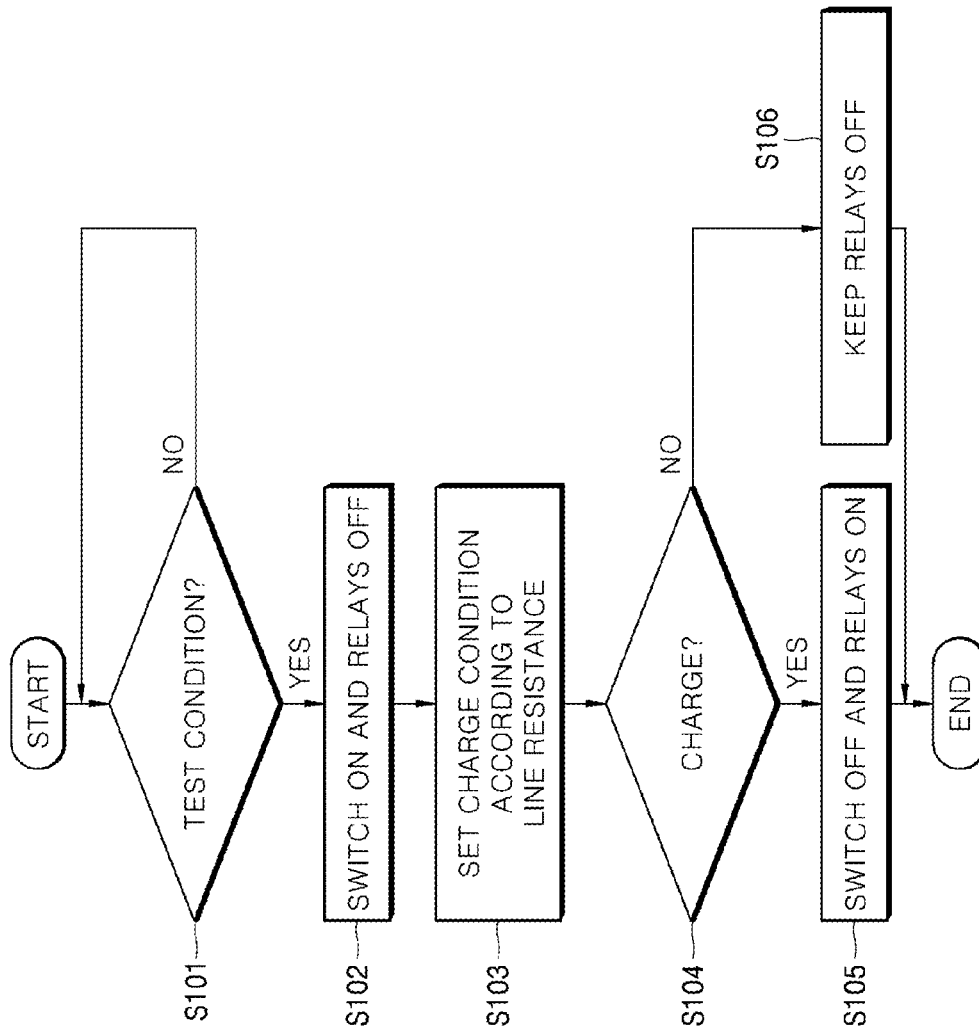 START
TEST CONDITION?
NO
S101
YES
SWITCH ON AND RELAYS OFF
S102
SET CHARGE CONDITION
ACCORDING TO
LINE RESISTANCE
S103
CHARGE?
NO
S104
YES
SWITCH OFF AND RELAYS ON
S105
KEEP RELAYS OFF
S106
END